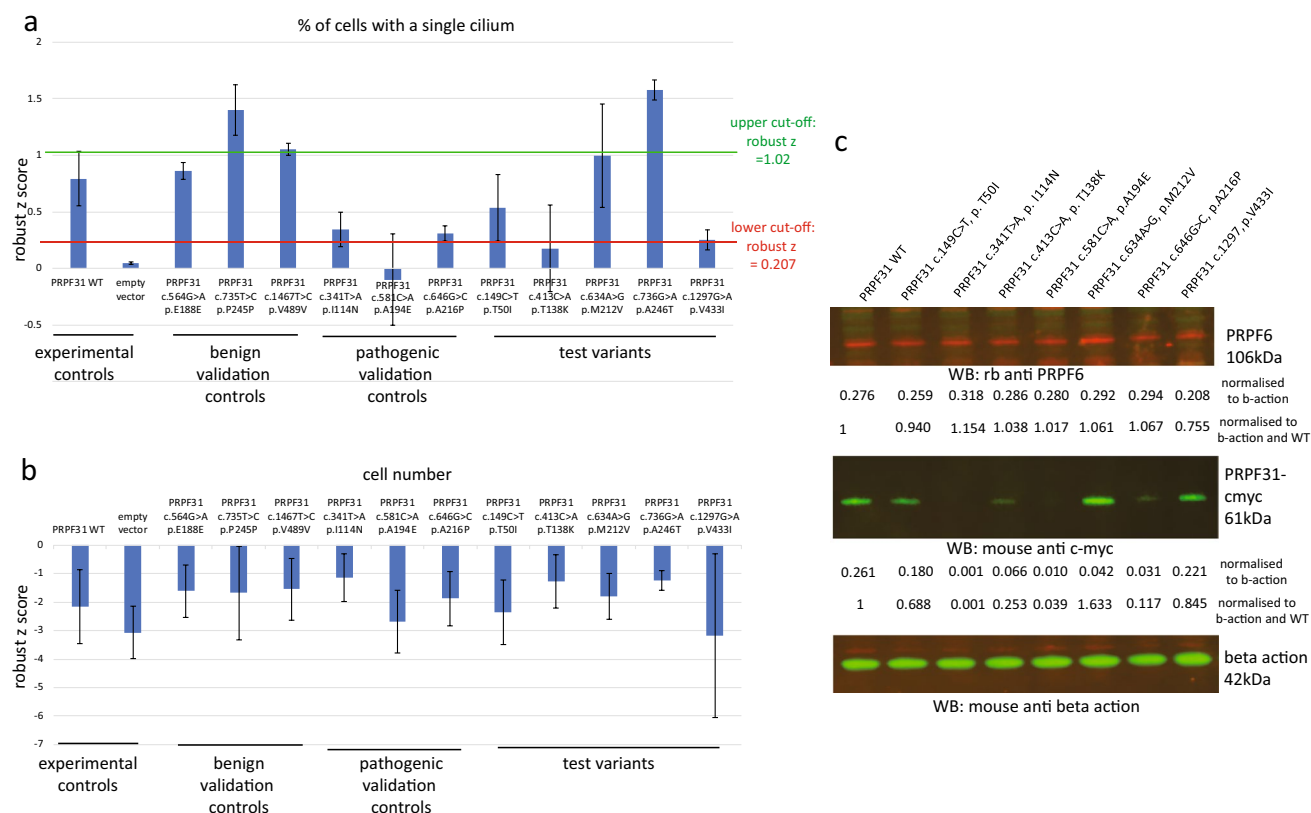 a
% of cells with a single cilium
2
1.5
1
0.5
0
-0.5
robust z score
upper cut-off:
robust z
=1.02
lower cut-off:
robust z
= 0.207
PRPF31 WT
empty
vector
PRPF31
c.564G>A
p.E188E
PRPF31
c.735T>C
p.P245P
PRPF31
c.1467T>C
p.V489V
PRPF31
c.341T>A
p.I114N
PRPF31
c.581C>A
p.A194E
PRPF31
c.646G>C
p.A216P
PRPF31
c.149C>T
p.T50I
PRPF31
c.413C>A
p.T138K
PRPF31
c.634A>G
p.M212V
PRPF31
c.736G>A
p.A246T
PRPF31
c.1297G>A
p.V433I
experimental
controls
benign
validation
controls
pathogenic
validation
controls
test variants
b
cell number
PRPF31 WT
empty
vector
PRPF31
c.564G>A
p.E188E
PRPF31
c.735T>C
p.P245P
PRPF31
c.1467T>C
p.V489V
PRPF31
c.341T>A
p.I114N
PRPF31
c.581C>A
p.A194E
PRPF31
c.646G>C
p.A216P
PRPF31
c.149C>T
p.T50I
PRPF31
c.413C>A
p.T138K
PRPF31
c.634A>G
p.M212V
PRPF31
c.736G>A
p.A246T
PRPF31
c.1297G>A
p.V433I
0
-1
-2
-3
-4
-5
-6
-7
robust z score
experimental
controls
benign
validation
controls
pathogenic
validation
controls
test variants
c
PRPF31 WT
PRPF31 c.149C>T, p. T50I
PRPF31 c.341T>A, p. I114N
PRPF31 c.413C>A, p. T138K
PRPF31 c.581C>A, p.A194E
PRPF31 c.634A>G, p.M212V
PRPF31 c.646G>C, p.A216P
PRPF31 c.1297, p.V433I
PRPF6
106kDa
WB: rb anti PRPF6
0.276 0.259 0.318 0.286 0.280 0.292 0.294 0.208
normalised
to b-action
1 0.940 1.154 1.038 1.017 1.061 1.067 0.755
normalised to
b-action and WT
PRPF31-
cmyc
61kDa
WB: mouse anti c-myc
0.261 0.180 0.001 0.066 0.010 0.042 0.031 0.221
normalised
to b-action
1 0.688 0.001 0.253 0.039 1.633 0.117 0.845
normalised to
b-action and WT
beta action
42kDa
WB: mouse anti beta action